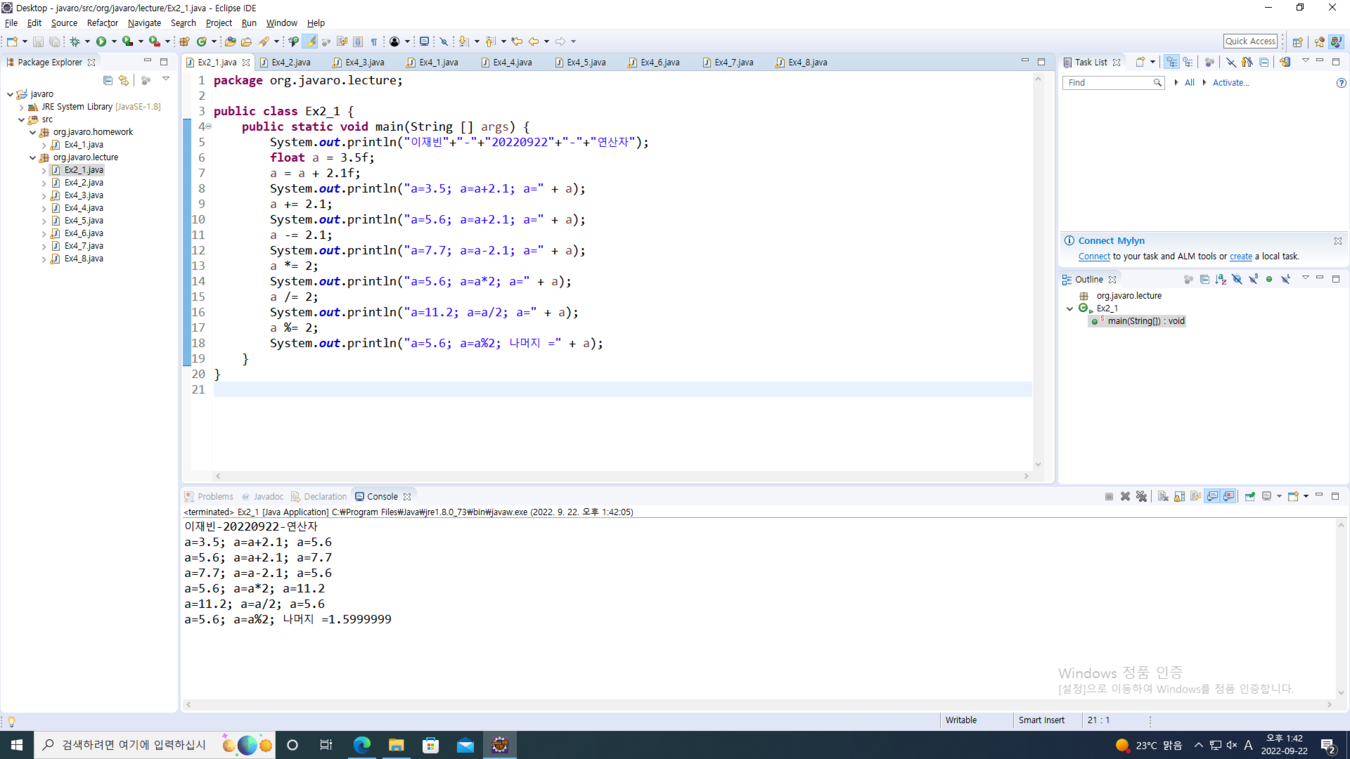 Desktop - javaro/src/org/javaro/lecture/Ex2_1.java - Eclipse IDE
File Edit Source Refactor Navigate Search Project Run Window Help
Quick Access
Package Explorer
javaro
JRE System Library [JavaSE-1.8]
src
org.javaro.homework
Ex4_1.java
org.javaro.lecture
Ex2_1.java
Ex4_2.java
Ex4_3.java
Ex4_4.java
Ex4_5.java
Ex4_6.java
Ex4_7.java
Ex4_8.java
Ex2_1.java Ex4_2.java Ex4_3.java Ex4_1.java Ex4_4.java Ex4_5.java Ex4_6.java Ex4_7.java Ex4_8.java
1 package org.javaro.lecture;
2
3 public class Ex2_1 {
4 public static void main(String [] args) {
5 System.out.println("이재빈"+"-"+"20220922"+"-"+"연산자");
6 float a = 3.5f;
7 a = a + 2.1f;
8 System.out.println("a=3.5; a=a+2.1; a=" + a);
9 a += 2.1;
10 System.out.println("a=5.6; a=a+2.1; a=" + a);
11 a -= 2.1;
12 System.out.println("a=7.7; a=a-2.1; a=" + a);
13 a *= 2;
14 System.out.println("a=5.6; a=a*2; a=" + a);
15 a /= 2;
16 System.out.println("a=11.2; a=a/2; a=" + a);
17 a %= 2;
18 System.out.println("a=5.6; a=a%2; 나머지 =" + a);
19 }
20 }
21
Task List
Find All Activate...
Connect Mylyn
Connect to your task and ALM tools or create a local task.
Outline
org.javaro.lecture
Ex2_1
main(String[]) : void
Problems Javadoc Declaration Console
<terminated> Ex2_1 [Java Application] C:₩Program Files₩Java₩jre1.8.0_73₩bin₩javaw.exe (2022. 9. 22. 오후 1:42:05)
이재빈-20220922-연산자
a=3.5; a=a+2.1; a=5.6
a=5.6; a=a+2.1; a=7.7
a=7.7; a=a-2.1; a=5.6
a=5.6; a=a*2; a=11.2
a=11.2; a=a/2; a=5.6
a=5.6; a=a%2; 나머지 =1.5999999
Windows 정품 인증
[설정]으로 이동하여 Windows를 정품 인증합니다.
Writable Smart Insert 21 : 1
검색하려면 여기에 입력하십시
23°C 맑음 A 오후 1:42
2022-09-22 2